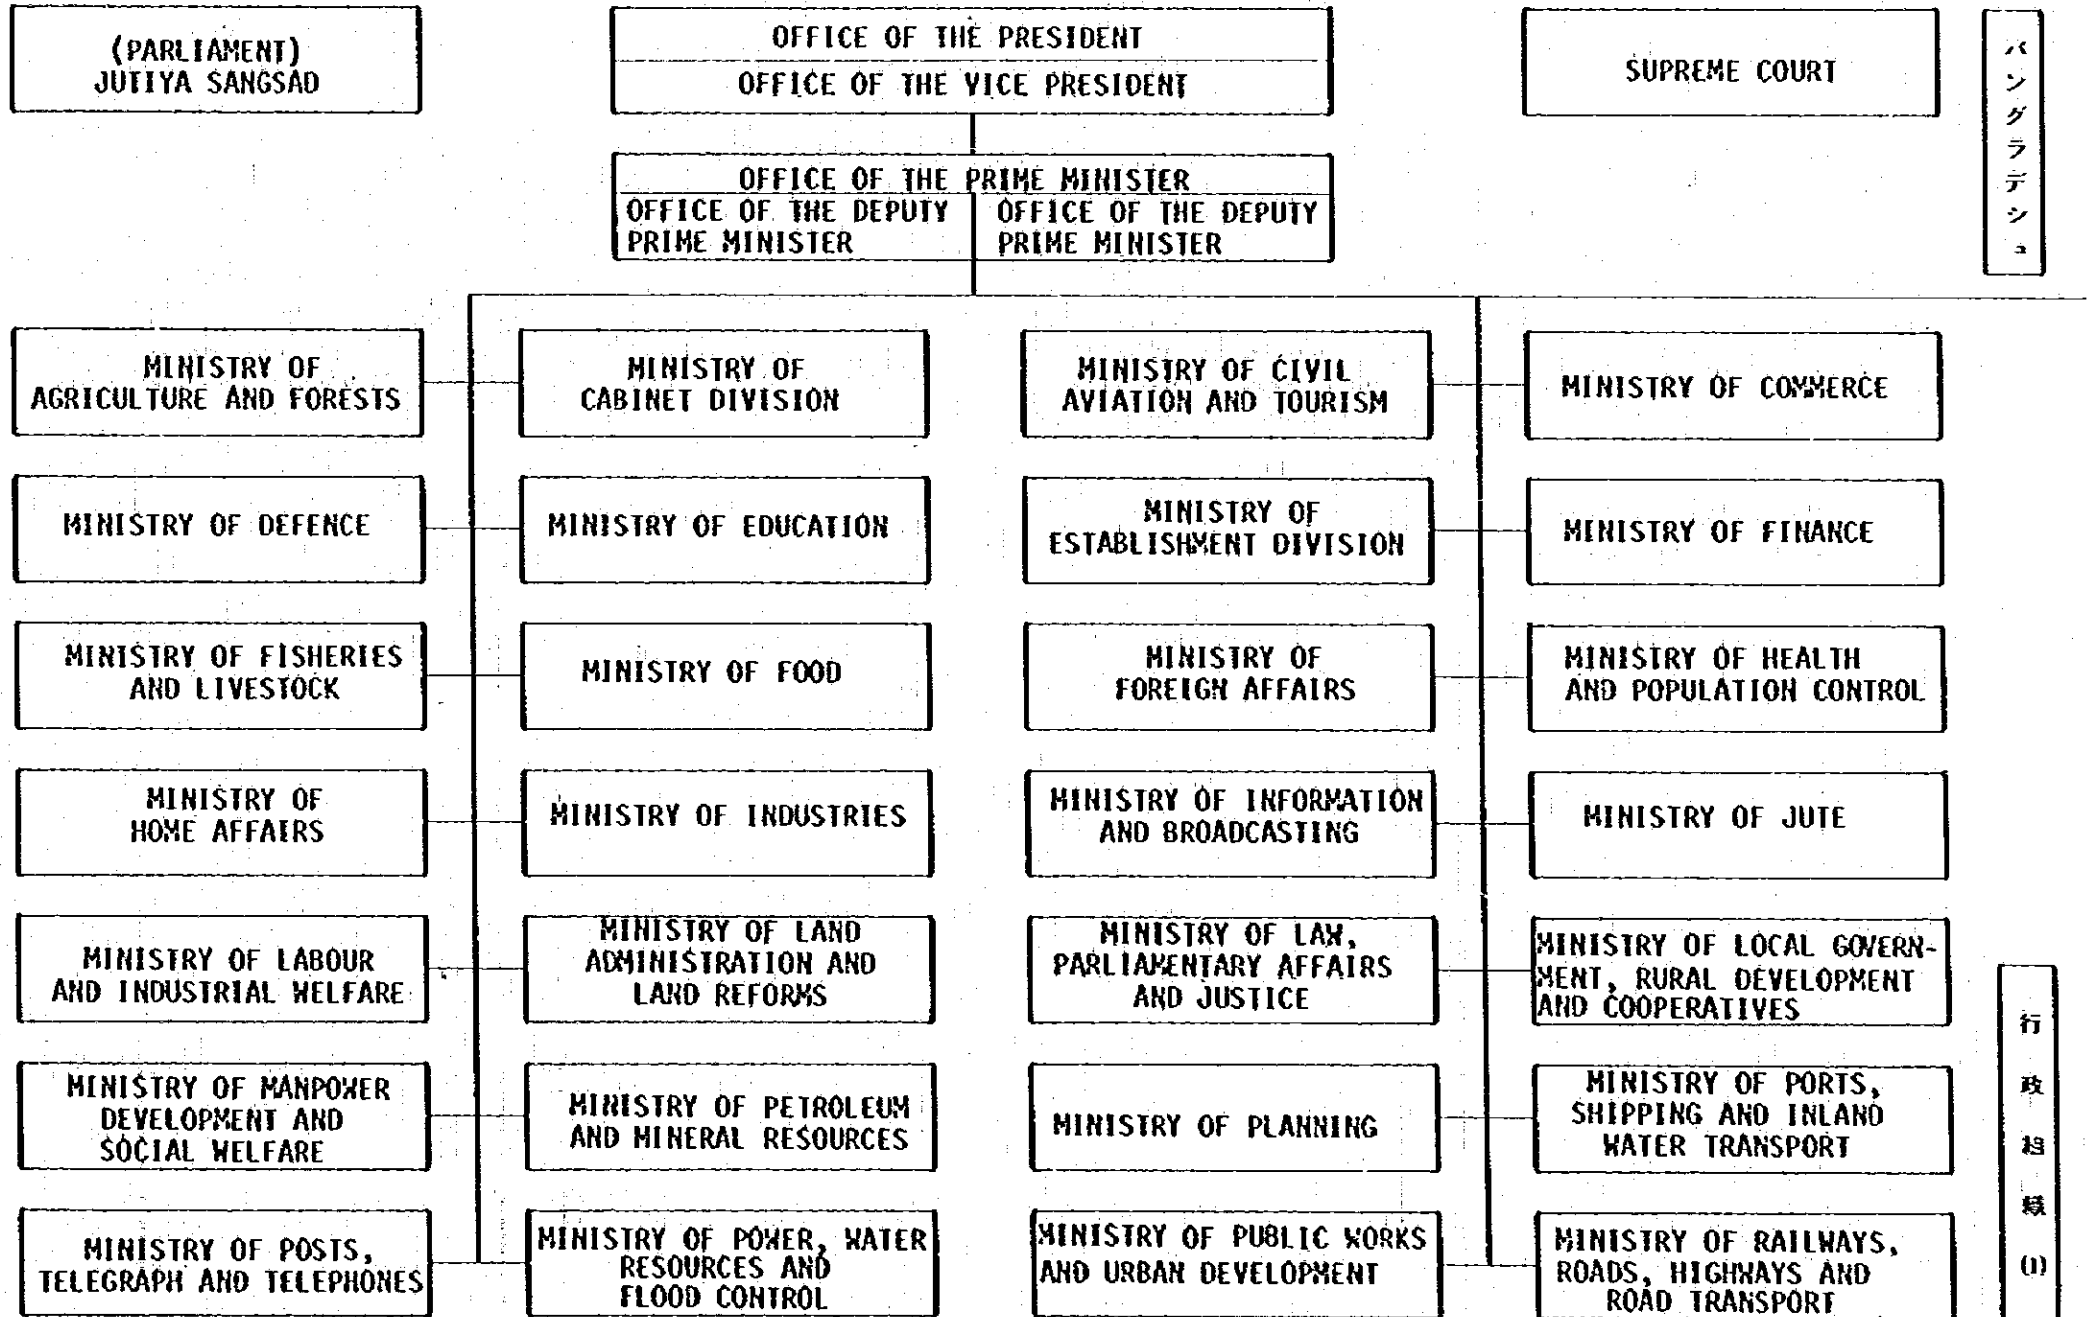 (PARLIAMENT)
JUTIYA SANGSAD
OFFICE OF THE PRESIDENT
OFFICE OF THE VICE PRESIDENT
SUPREME COURT
バングラデシュ
OFFICE OF THE PRIME MINISTER
OFFICE OF THE DEPUTY
PRIME MINISTER
OFFICE OF THE DEPUTY
PRIME MINISTER
MINISTRY OF
AGRICULTURE AND FORESTS
MINISTRY OF
CABINET DIVISION
MINISTRY OF CIVIL
AVIATION AND TOURISM
MINISTRY OF COMMERCE
MINISTRY OF DEFENCE
MINISTRY OF EDUCATION
MINISTRY OF
ESTABLISHMENT DIVISION
MINISTRY OF FINANCE
MINISTRY OF FISHERIES
AND LIVESTOCK
MINISTRY OF FOOD
MINISTRY OF
FOREIGN AFFAIRS
MINISTRY OF HEALTH
AND POPULATION CONTROL
MINISTRY OF
HOME AFFAIRS
MINISTRY OF INDUSTRIES
MINISTRY OF INFORMATION
AND BROADCASTING
MINISTRY OF JUTE
MINISTRY OF LABOUR
AND INDUSTRIAL WELFARE
MINISTRY OF LAND
ADMINISTRATION AND
LAND REFORMS
MINISTRY OF LAW,
PARLIAMENTARY AFFAIRS
AND JUSTICE
MINISTRY OF LOCAL GOVERN-
MENT, RURAL DEVELOPMENT
AND COOPERATIVES
MINISTRY OF MANPOWER
DEVELOPMENT AND
SOCIAL WELFARE
MINISTRY OF PETROLEUM
AND MINERAL RESOURCES
MINISTRY OF PLANNING
MINISTRY OF PORTS,
SHIPPING AND INLAND
WATER TRANSPORT
MINISTRY OF POSTS,
TELEGRAPH AND TELEPHONES
MINISTRY OF POWER, WATER
RESOURCES AND
FLOOD CONTROL
MINISTRY OF PUBLIC WORKS
AND URBAN DEVELOPMENT
MINISTRY OF RAILWAYS,
ROADS, HIGHWAYS AND
ROAD TRANSPORT
行政組織(1)